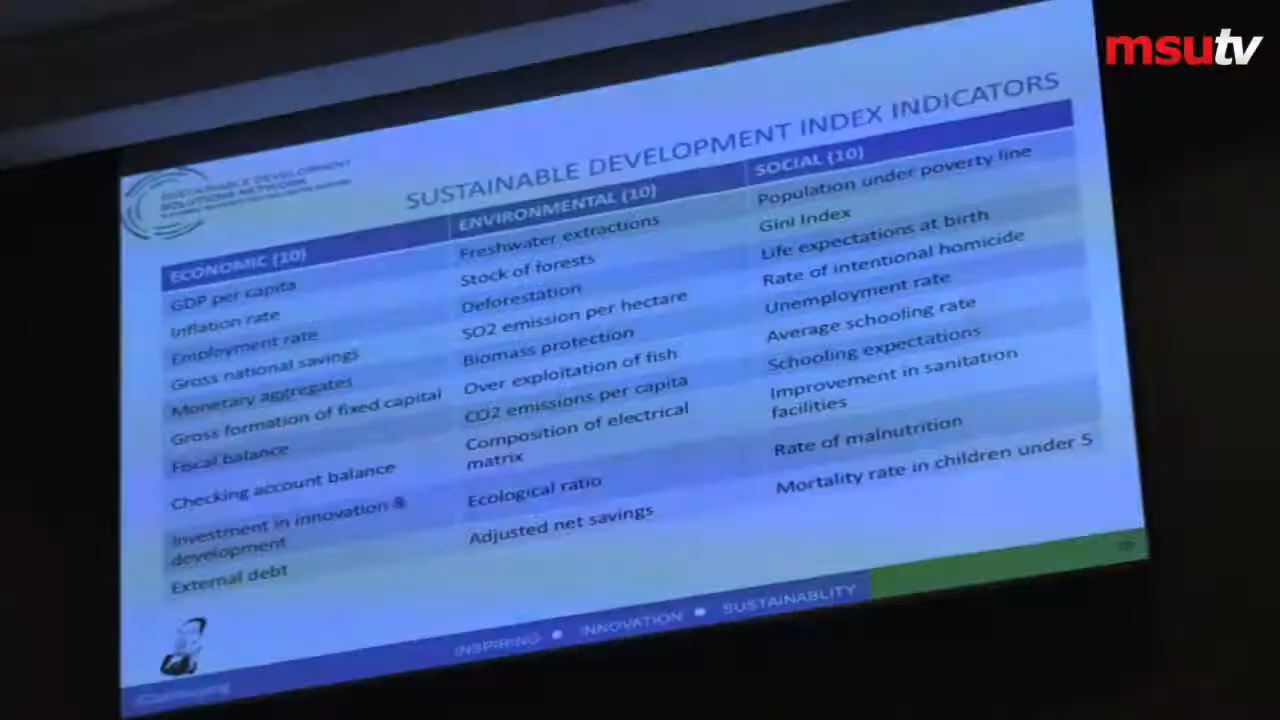 msutv
SUSTAINABLE DEVELOPMENT
SOLUTIONS NETWORK
SUSTAINABLE DEVELOPMENT INDEX INDICATORS
ECONOMIC (10)
GDP per capita
Inflation rate
Employment rate
Gross national savings
Monetary aggregates
Gross formation of fixed capital
Fiscal balance
Checking account balance
Investment in innovation &
development
External debt
ENVIRONMENTAL (10)
Freshwater extractions
Stock of forests
Deforestation
SO2 emission per hectare
Biomass protection
Over exploitation of fish
CO2 emissions per capita
Composition of electrical
matrix
Ecological ratio
Adjusted net savings
SOCIAL (10)
Population under poverty line
Gini Index
Life expectations at birth
Rate of intentional homicide
Unemployment rate
Average schooling rate
Schooling expectations
Improvement in sanitation
facilities
Rate of malnutrition
Mortality rate in children under 5
INSPIRING • INNOVATION • SUSTAINABLITY